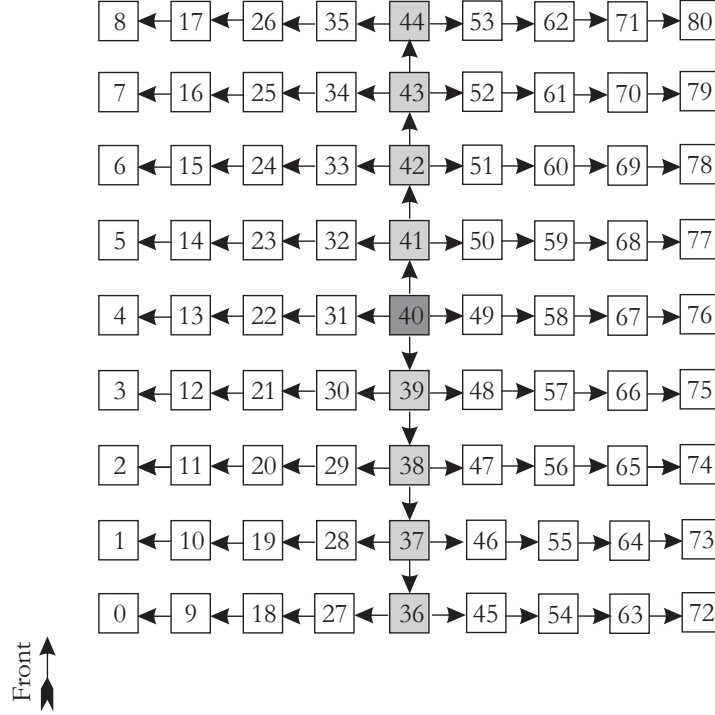 8 17 26 35 44 53 62 71 80
7 16 25 34 43 52 61 70 79
6 15 24 33 42 51 60 69 78
5 14 23 32 41 50 59 68 77
4 13 22 31 40 49 58 67 76
3 12 21 30 39 48 57 66 75
2 11 20 29 38 47 56 65 74
1 10 19 28 37 46 55 64 73
0 9 18 27 36 45 54 63 72
Front